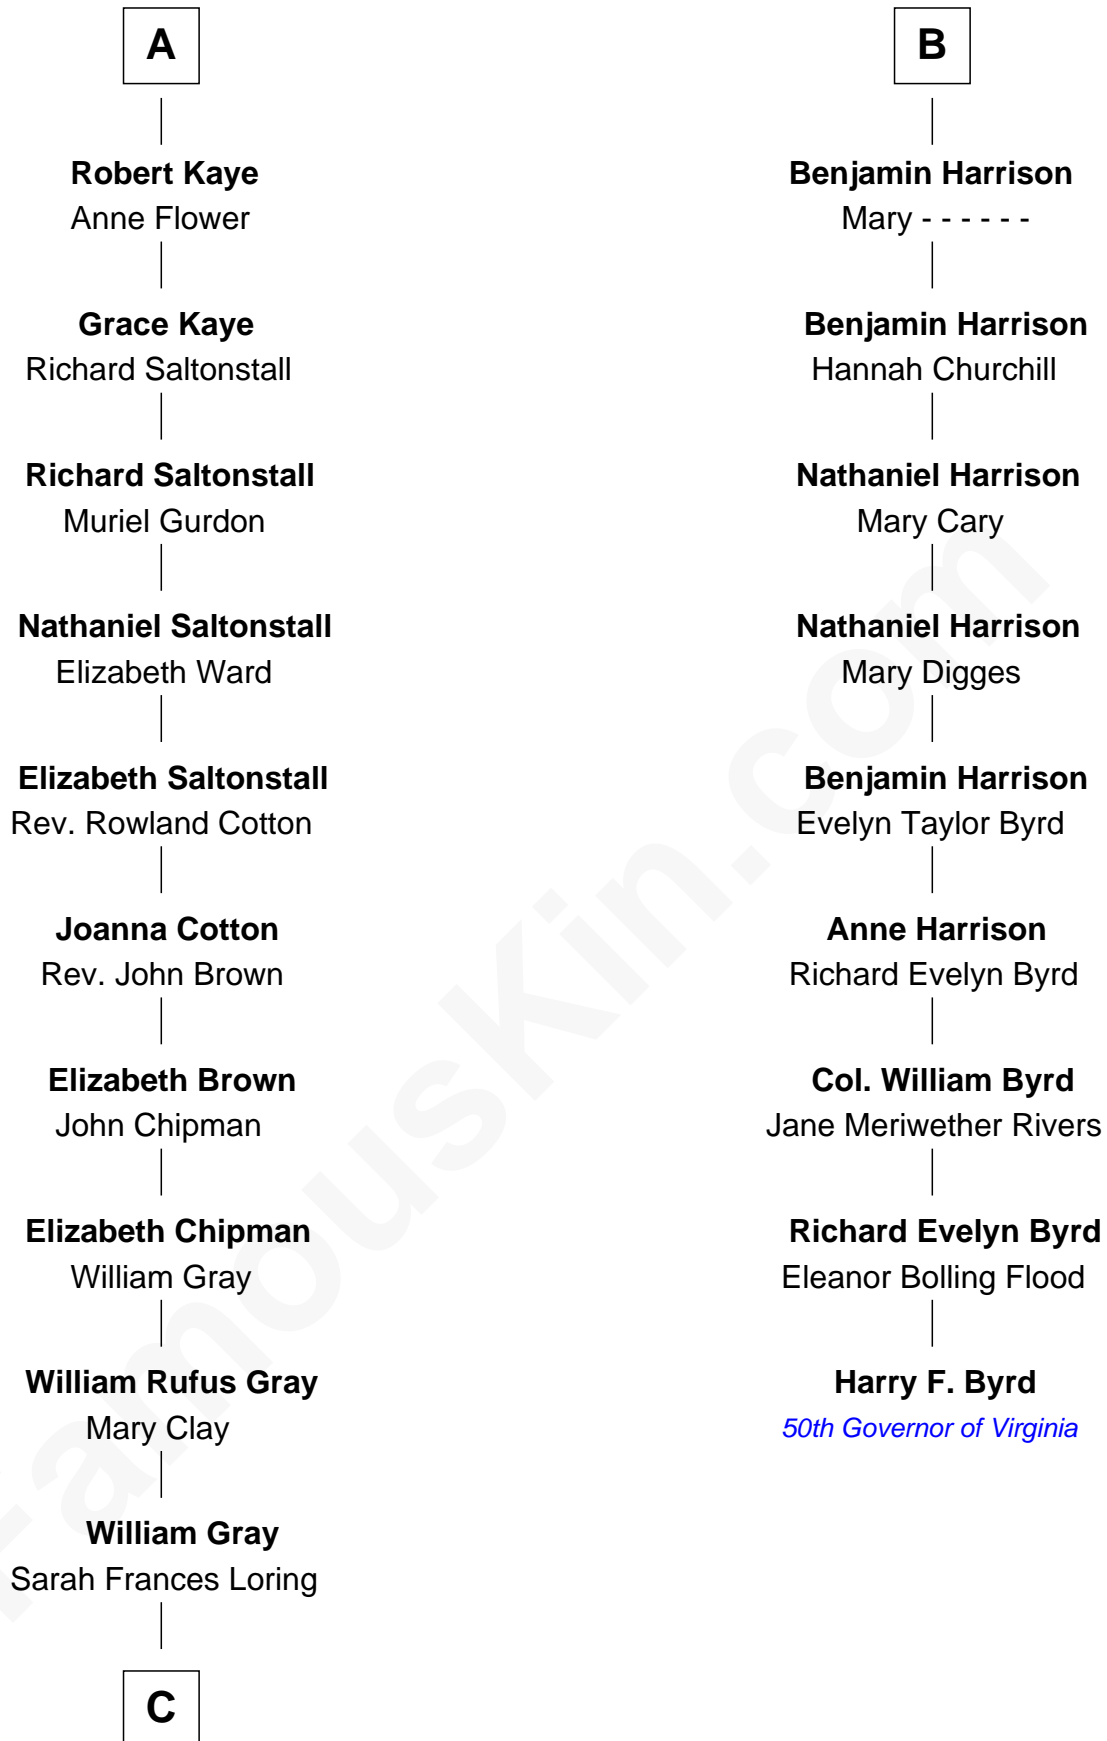 A
Robert Kaye
Anne Flower
Grace Kaye
Richard Saltonstall
Richard Saltonstall
Muriel Gurdon
Nathaniel Saltonstall
Elizabeth Ward
Elizabeth Saltonstall
Rev. Rowland Cotton
Joanna Cotton
Rev. John Brown
Elizabeth Brown
John Chipman
Elizabeth Chipman
William Gray
William Rufus Gray
Mary Clay
William Gray
Sarah Frances Loring
C
B
Benjamin Harrison
Mary - - - - - -
Benjamin Harrison
Hannah Churchill
Nathaniel Harrison
Mary Cary
Nathaniel Harrison
Mary Digges
Benjamin Harrison
Evelyn Taylor Byrd
Anne Harrison
Richard Evelyn Byrd
Col. William Byrd
Jane Meriwether Rivers
Richard Evelyn Byrd
Eleanor Bolling Flood
Harry F. Byrd
50th Governor of Virginia
FamousKin.com